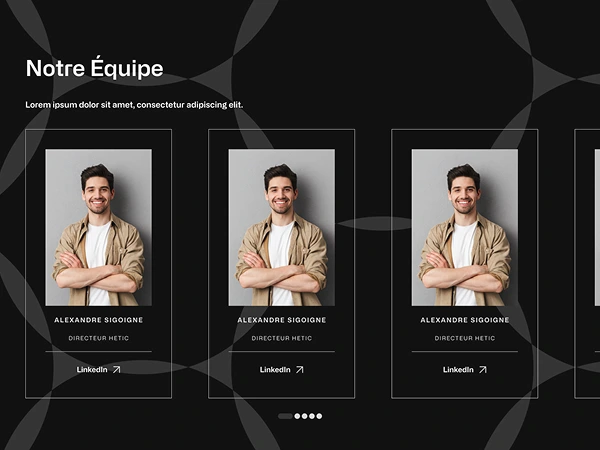 Notre Équipe
Lorem ipsum dolor sit amet, consectetur adipiscing elit.
ALEXANDRE SIGOIGNE
DIRECTEUR HETIC
LinkedIn
ALEXANDRE SIGOIGNE
DIRECTEUR HETIC
LinkedIn
ALEXANDRE SIGOIGNE
DIRECTEUR HETIC
LinkedIn